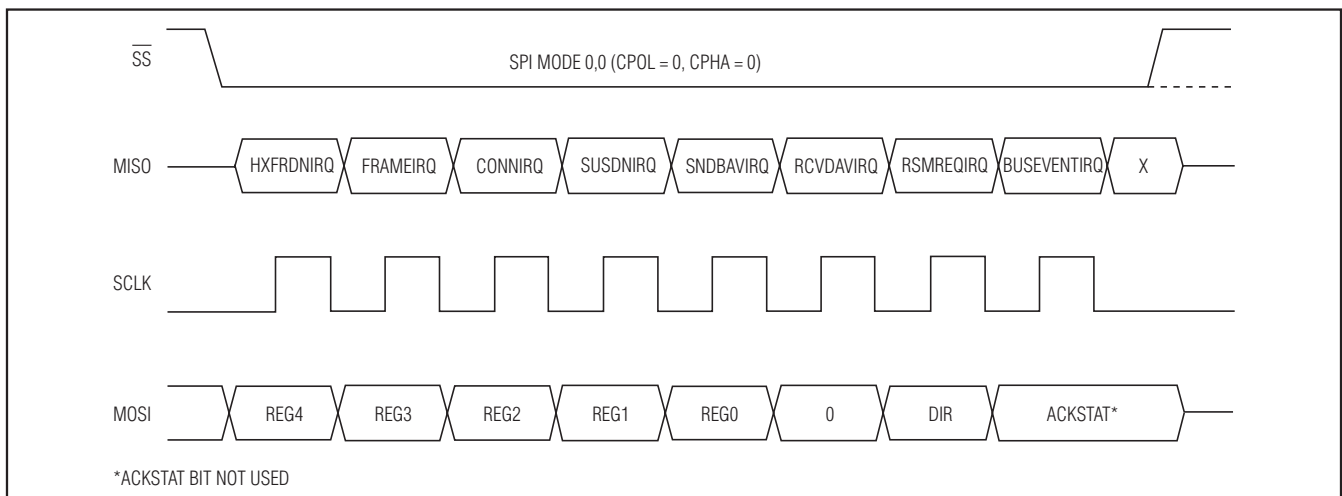 SS
SPI MODE 0,0 (CPOL = 0, CPHA = 0)
MISO HXFRDNIRQ FRAMEIRQ CONNIRQ SUSDNIRQ SNDBAVIRQ RCVDAVIRQ RSMREQIRQ BUSEVENTIRQ X
SCLK
MOSI REG4 REG3 REG2 REG1 REG0 0 DIR ACKSTAT*
*ACKSTAT BIT NOT USED